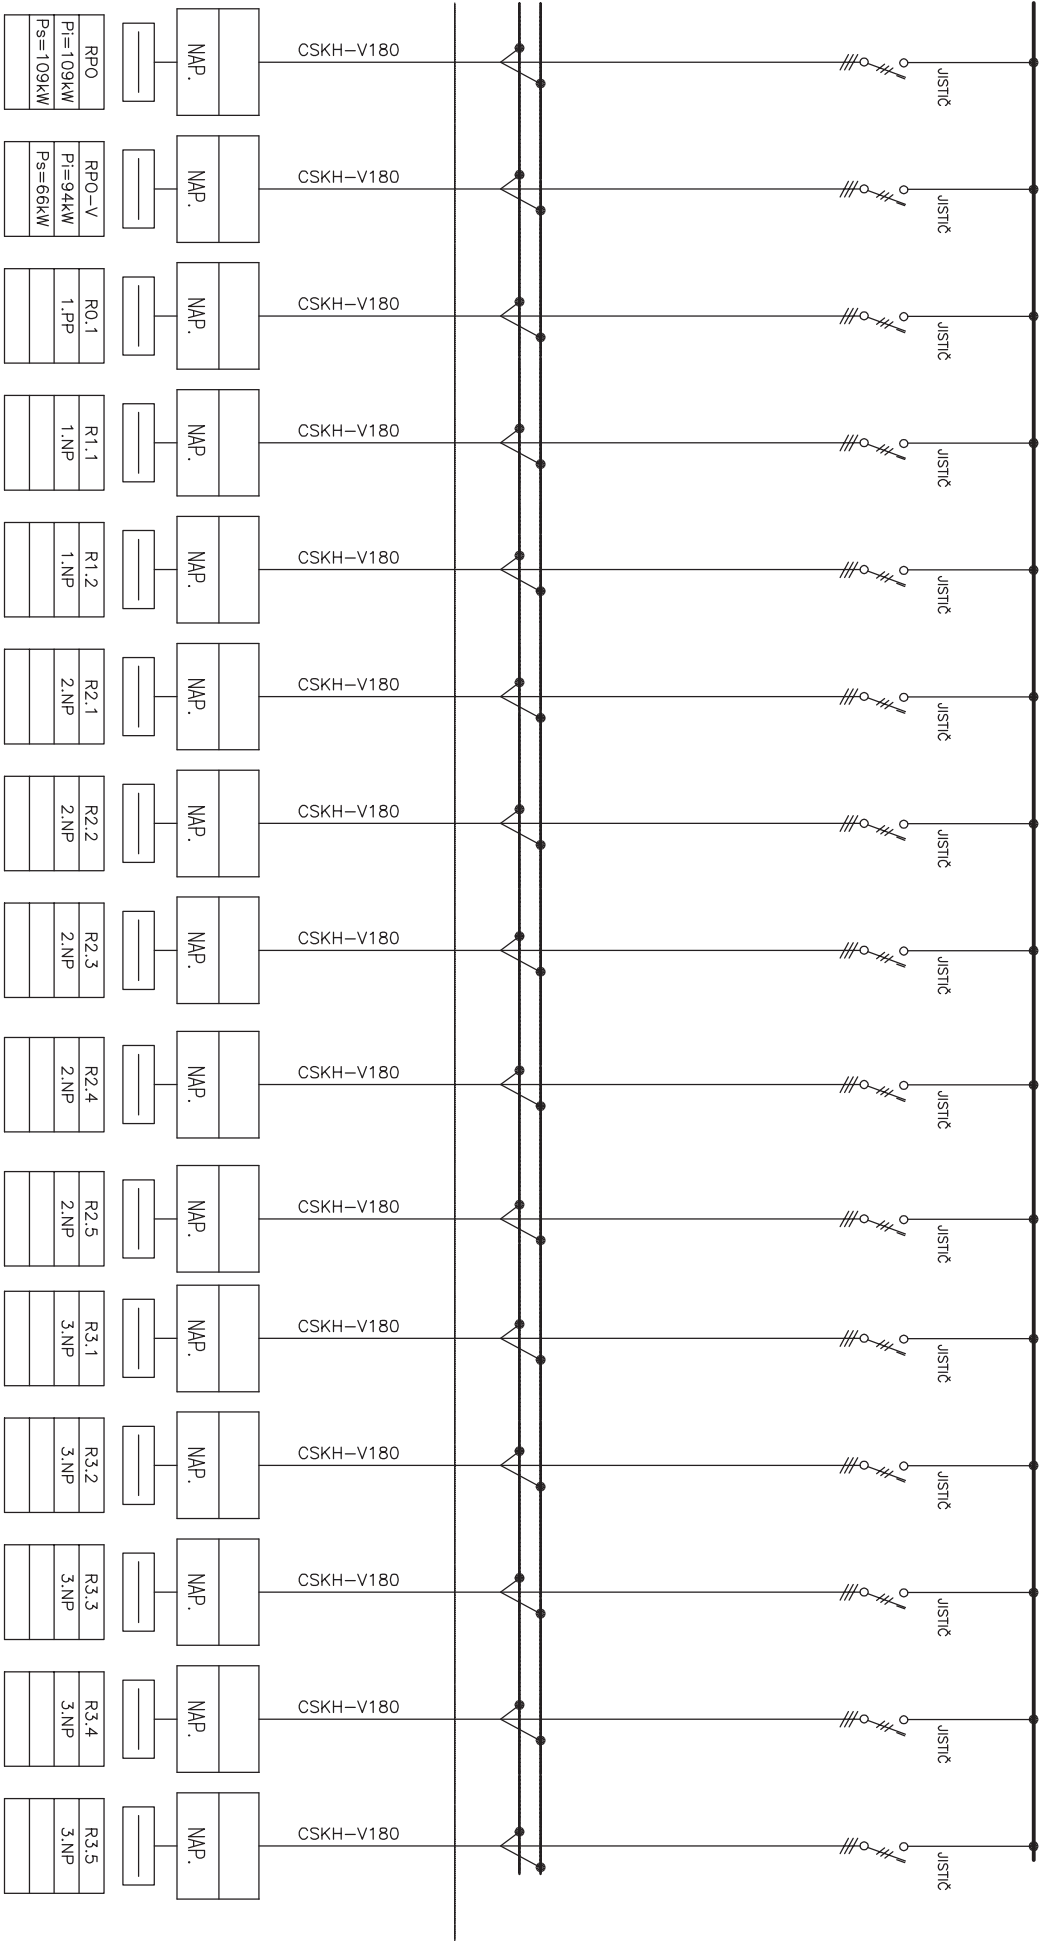 RPO
Pi=109kW
Ps=109kW
NAP.
CSKH-V180
JISTIČ
RPO-V
Pi=94kW
Ps=66kW
NAP.
CSKH-V180
JISTIČ
R0.1
1.PP
NAP.
CSKH-V180
JISTIČ
R1.1
1.NP
NAP.
CSKH-V180
JISTIČ
R1.2
1.NP
NAP.
CSKH-V180
JISTIČ
R2.1
2.NP
NAP.
CSKH-V180
JISTIČ
R2.2
2.NP
NAP.
CSKH-V180
JISTIČ
R2.3
2.NP
NAP.
CSKH-V180
JISTIČ
R2.4
2.NP
NAP.
CSKH-V180
JISTIČ
R2.5
2.NP
NAP.
CSKH-V180
JISTIČ
R3.1
3.NP
NAP.
CSKH-V180
JISTIČ
R3.2
3.NP
NAP.
CSKH-V180
JISTIČ
R3.3
3.NP
NAP.
CSKH-V180
JISTIČ
R3.4
3.NP
NAP.
CSKH-V180
JISTIČ
R3.5
3.NP
NAP.
CSKH-V180
JISTIČ